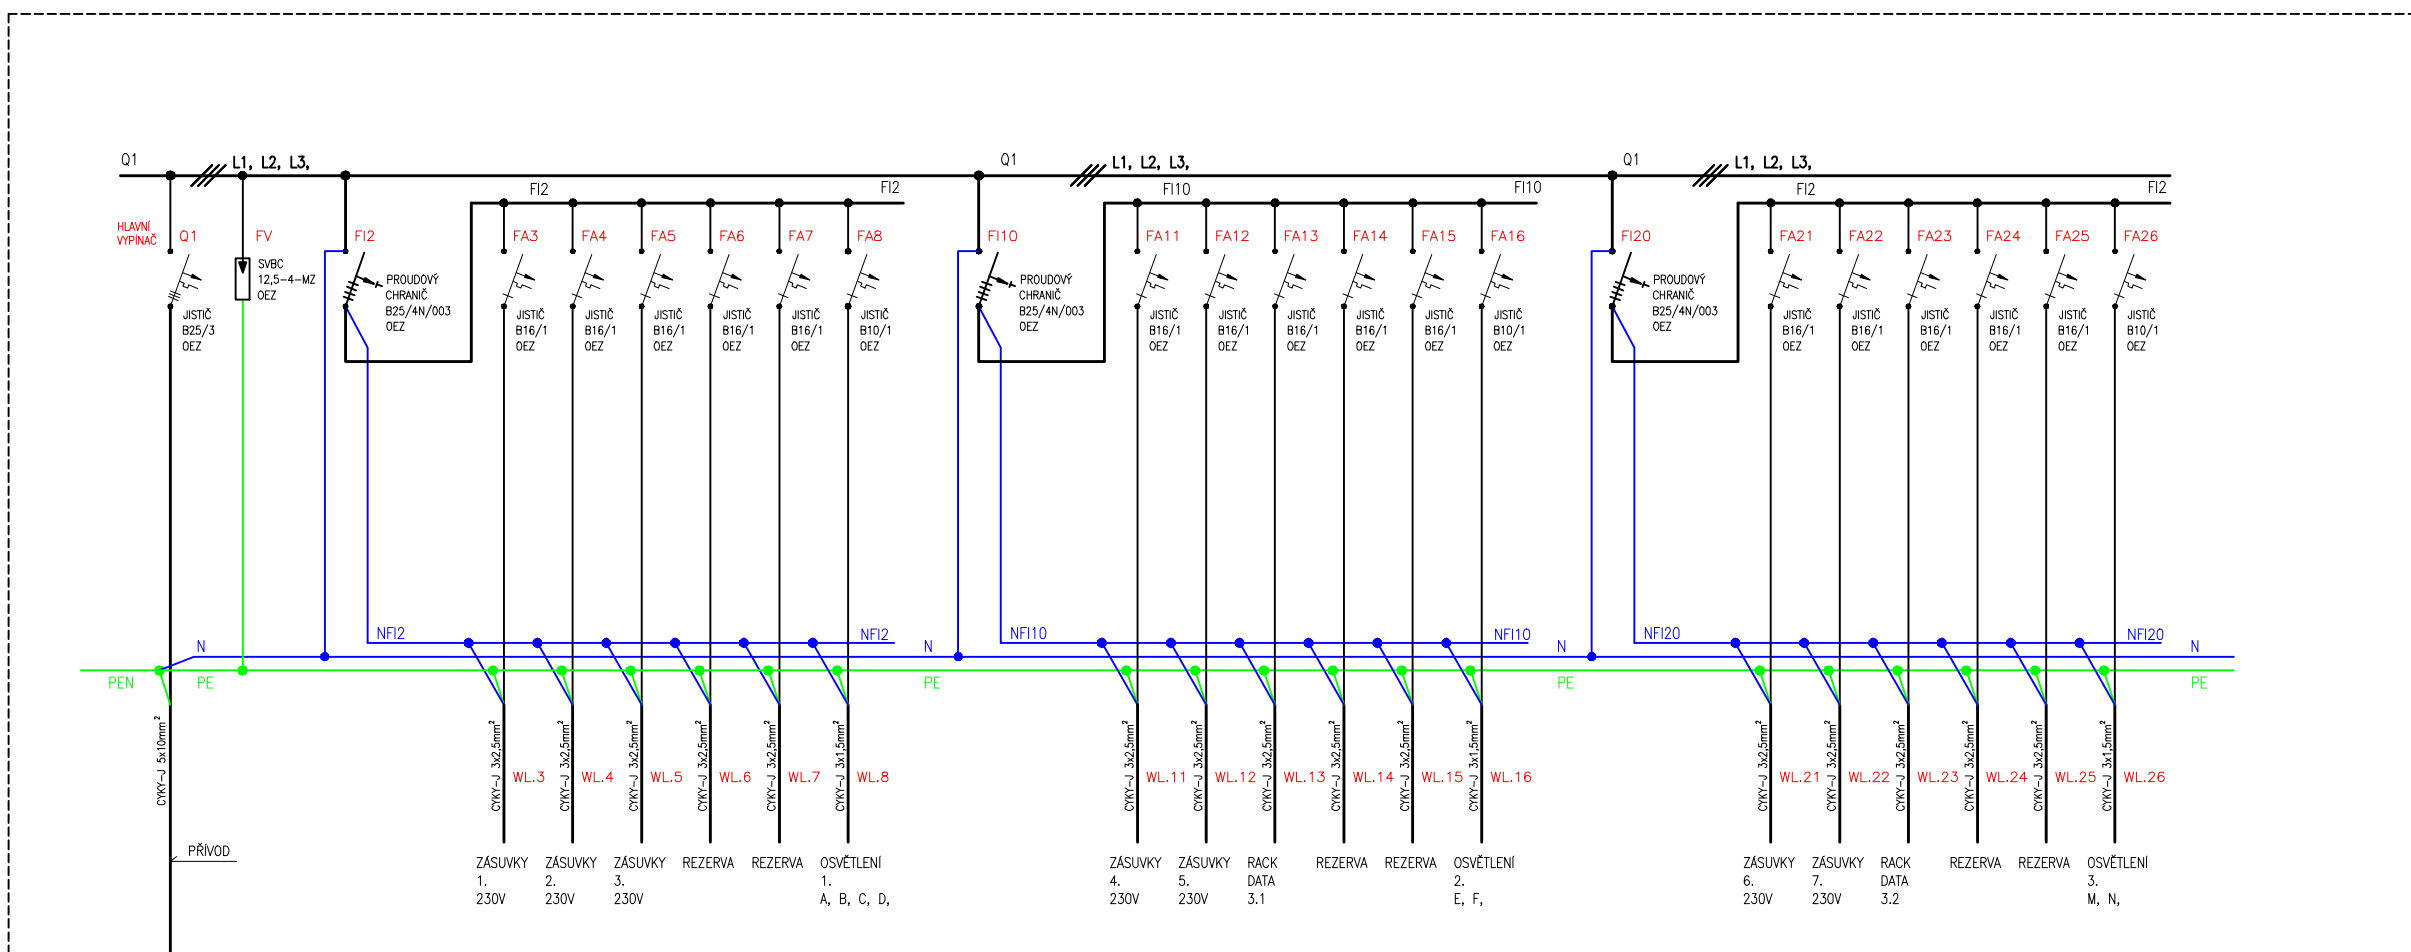 Q1
L1, L2, L3,
Q1
L1, L2, L3,
Q1
L1, L2, L3,
FI2
FI2
FI10
FI10
FI2
FI2
HLAVNÍ
VYPÍNAČ
Q1
FV
FI2
FA3
FA4
FA5
FA6
FA7
FA8
FI10
FA11
FA12
FA13
FA14
FA15
FA16
FI20
FA21
FA22
FA23
FA24
FA25
FA26
JISTIČ
B25/3
OEZ
SVBC
12,5-4-MZ
OEZ
PROUDOVÝ
CHRANIČ
B25/4N/003
OEZ
JISTIČ
B16/1
OEZ
JISTIČ
B16/1
OEZ
JISTIČ
B16/1
OEZ
JISTIČ
B16/1
OEZ
JISTIČ
B16/1
OEZ
JISTIČ
B10/1
OEZ
PROUDOVÝ
CHRANIČ
B25/4N/003
OEZ
JISTIČ
B16/1
OEZ
JISTIČ
B16/1
OEZ
JISTIČ
B16/1
OEZ
JISTIČ
B16/1
OEZ
JISTIČ
B16/1
OEZ
JISTIČ
B10/1
OEZ
PROUDOVÝ
CHRANIČ
B25/4N/003
OEZ
JISTIČ
B16/1
OEZ
JISTIČ
B16/1
OEZ
JISTIČ
B16/1
OEZ
JISTIČ
B16/1
OEZ
JISTIČ
B16/1
OEZ
JISTIČ
B10/1
OEZ
N
NFI2
NFI2
N
NFI10
NFI10
N
NFI20
NFI20
N
PEN
PE
PE
PE
PE
CYKY-J 5x10mm²
CYKY-J 3x2,5mm²
WL.3
CYKY-J 3x2,5mm²
WL.4
CYKY-J 3x2,5mm²
WL.5
CYKY-J 3x2,5mm²
WL.6
CYKY-J 3x2,5mm²
WL.7
CYKY-J 3x1,5mm²
WL.8
CYKY-J 3x2,5mm²
WL.11
CYKY-J 3x2,5mm²
WL.12
CYKY-J 3x2,5mm²
WL.13
CYKY-J 3x2,5mm²
WL.14
CYKY-J 3x2,5mm²
WL.15
CYKY-J 3x1,5mm²
WL.16
CYKY-J 3x2,5mm²
WL.21
CYKY-J 3x2,5mm²
WL.22
CYKY-J 3x2,5mm²
WL.23
CYKY-J 3x2,5mm²
WL.24
CYKY-J 3x2,5mm²
WL.25
CYKY-J 3x1,5mm²
WL.26
PŘÍVOD
ZÁSUVKY
1.
230V
ZÁSUVKY
2.
230V
ZÁSUVKY
3.
230V
REZERVA
REZERVA
OSVĚTLENÍ
1.
A, B, C, D,
ZÁSUVKY
4.
230V
ZÁSUVKY
5.
230V
RACK
DATA
3.1
REZERVA
REZERVA
OSVĚTLENÍ
2.
E, F,
ZÁSUVKY
6.
230V
ZÁSUVKY
7.
230V
RACK
DATA
3.2
REZERVA
REZERVA
OSVĚTLENÍ
3.
M, N,